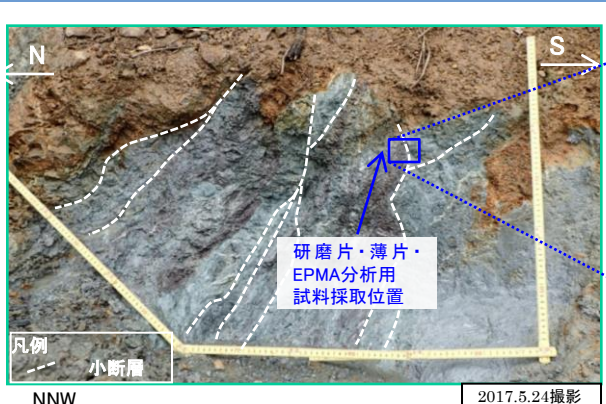 N
S
研磨片・薄片・
EPMA分析用
試料採取位置
凡例
小断層
NNW
2017.5.24撮影